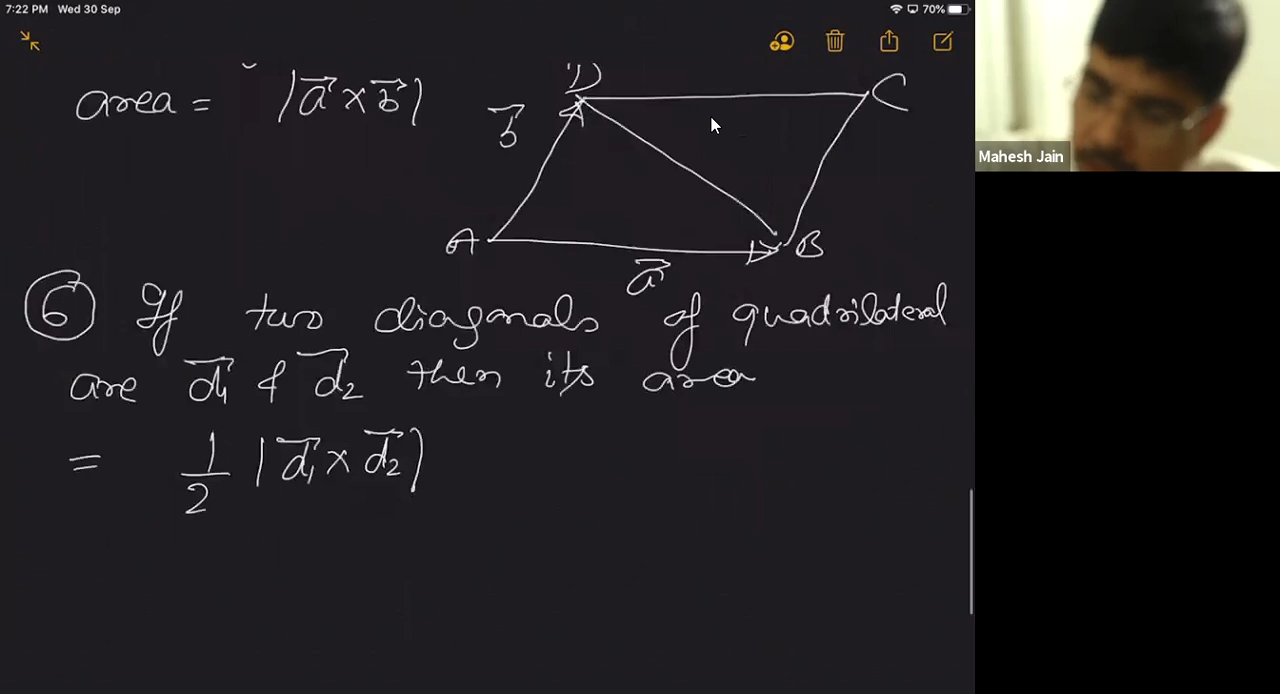 7:22 PM Wed 30 Sep
70%
area = |a⃗ × b⃗|
b⃗
D
C
A
B
a⃗
⑥ If two diagonals of quadrilateral
are d⃗₁ & d⃗₂ then its area
= 1/2 |d⃗₁ × d⃗₂|
Mahesh Jain